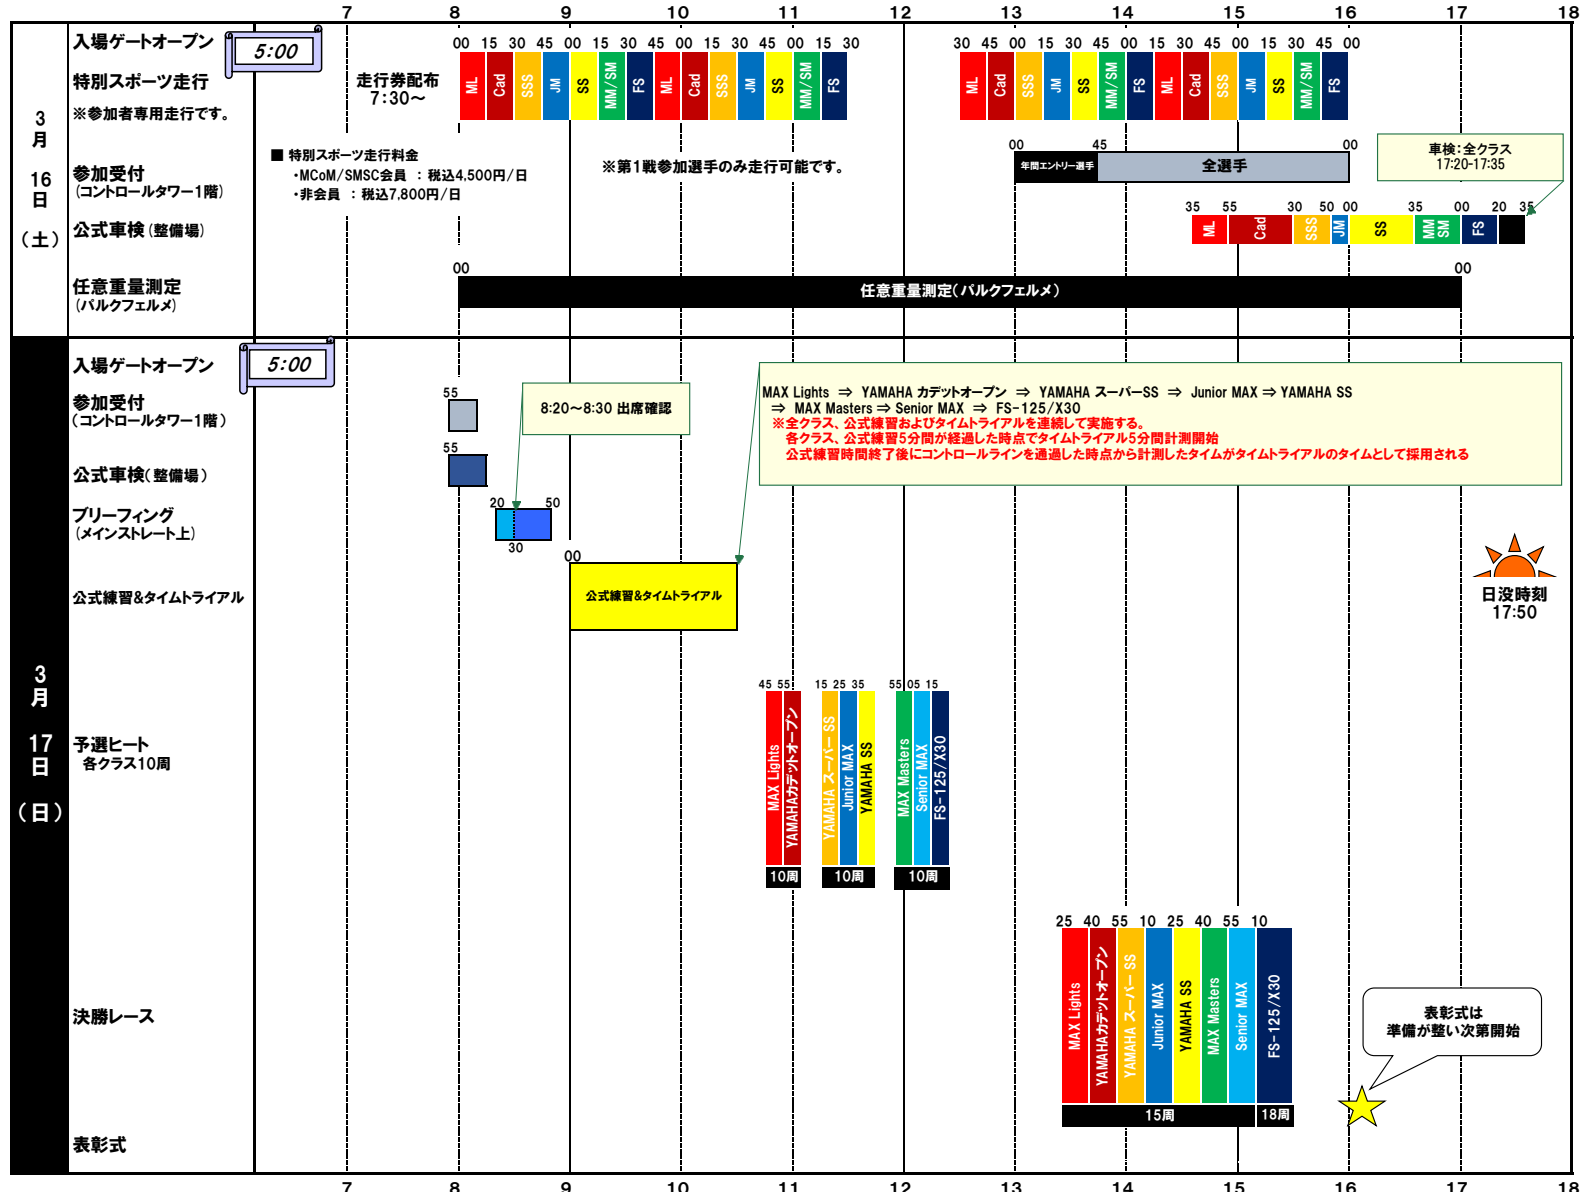 7 8 9 10 11 12 13 14 15 16 17 18
3
月
16
日
（土）
入場ゲートオープン
5:00
特別スポーツ走行
※参加者専用走行です。
走行券配布
7:30～
00 15 30 45 00 15 30 45 00 15 30 45 00 15 30
ML Cad SSS JM SS MM/SM FS ML Cad SSS JM SS MM/SM FS
30 45 00 15 30 45 00 15 30 45 00 15 30 45 00
ML Cad SSS JM SS MM/SM FS ML Cad SSS JM SS MM/SM FS
■ 特別スポーツ走行料金
・MCoM/SMSC会員 ： 税込4,500円/日
・非会員 ： 税込7,800円/日
※第1戦参加選手のみ走行可能です。
参加受付
(コントロールタワー1階)
00 45 00
年間エントリー選手 全選手
車検：全クラス
17:20-17:35
公式車検(整備場)
35 55 30 50 00 35 00 20 35
ML Cad SSS JM SS MM SM FS
任意重量測定
(パルクフェルメ)
00 00
任意重量測定(パルクフェルメ)
3
月
17
日
（日）
入場ゲートオープン
5:00
参加受付
(コントロールタワー1階)
55
8:20～8:30 出席確認
MAX Lights ⇒ YAMAHA カデットオープン ⇒ YAMAHA スーパーSS ⇒ Junior MAX ⇒ YAMAHA SS
⇒ MAX Masters ⇒ Senior MAX ⇒ FS-125/X30
※全クラス、公式練習およびタイムトライアルを連続して実施する。
各クラス、公式練習5分間が経過した時点でタイムトライアル5分間計測開始
公式練習時間終了後にコントロールラインを通過した時点から計測したタイムがタイムトライアルのタイムとして採用される
公式車検(整備場)
55
ブリーフィング
(メインストレート上)
20 50
30
公式練習&タイムトライアル
00
公式練習&タイムトライアル
日没時刻
17:50
予選ヒート
各クラス10周
45 55 15 25 35 55 05 15
MAX Lights
YAMAHAカデットオープン
YAMAHA スーパー SS
Junior MAX
YAMAHA SS
MAX Masters
Senior MAX
FS-125/X30
10周 10周 10周
決勝レース
25 40 55 10 25 40 55 10
MAX Lights
YAMAHAカデットオープン
YAMAHA スーパー SS
Junior MAX
YAMAHA SS
MAX Masters
Senior MAX
FS-125/X30
15周 18周
表彰式は
準備が整い次第開始
表彰式
7 8 9 10 11 12 13 14 15 16 17 18